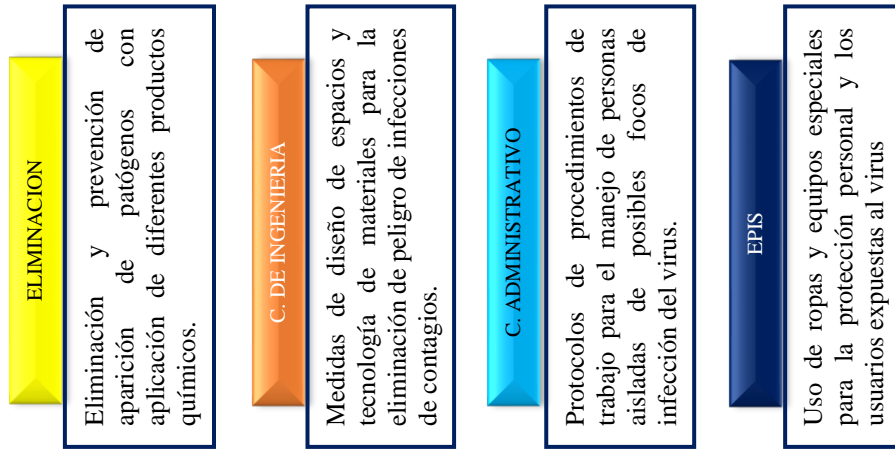 ELIMINACION
Eliminación y prevención de
aparición de patógenos con
aplicación de diferentes productos
químicos.
C. DE INGENIERIA
Medidas de diseño de espacios y
tecnología de materiales para la
eliminación de peligro de infecciones
de contagios.
C. ADMINISTRATIVO
Protocolos de procedimientos de
trabajo para el manejo de personas
aisladas de posibles focos de
infección del virus.
EPIS
Uso de ropas y equipos especiales
para la protección personal y los
usuarios expuestas al virus